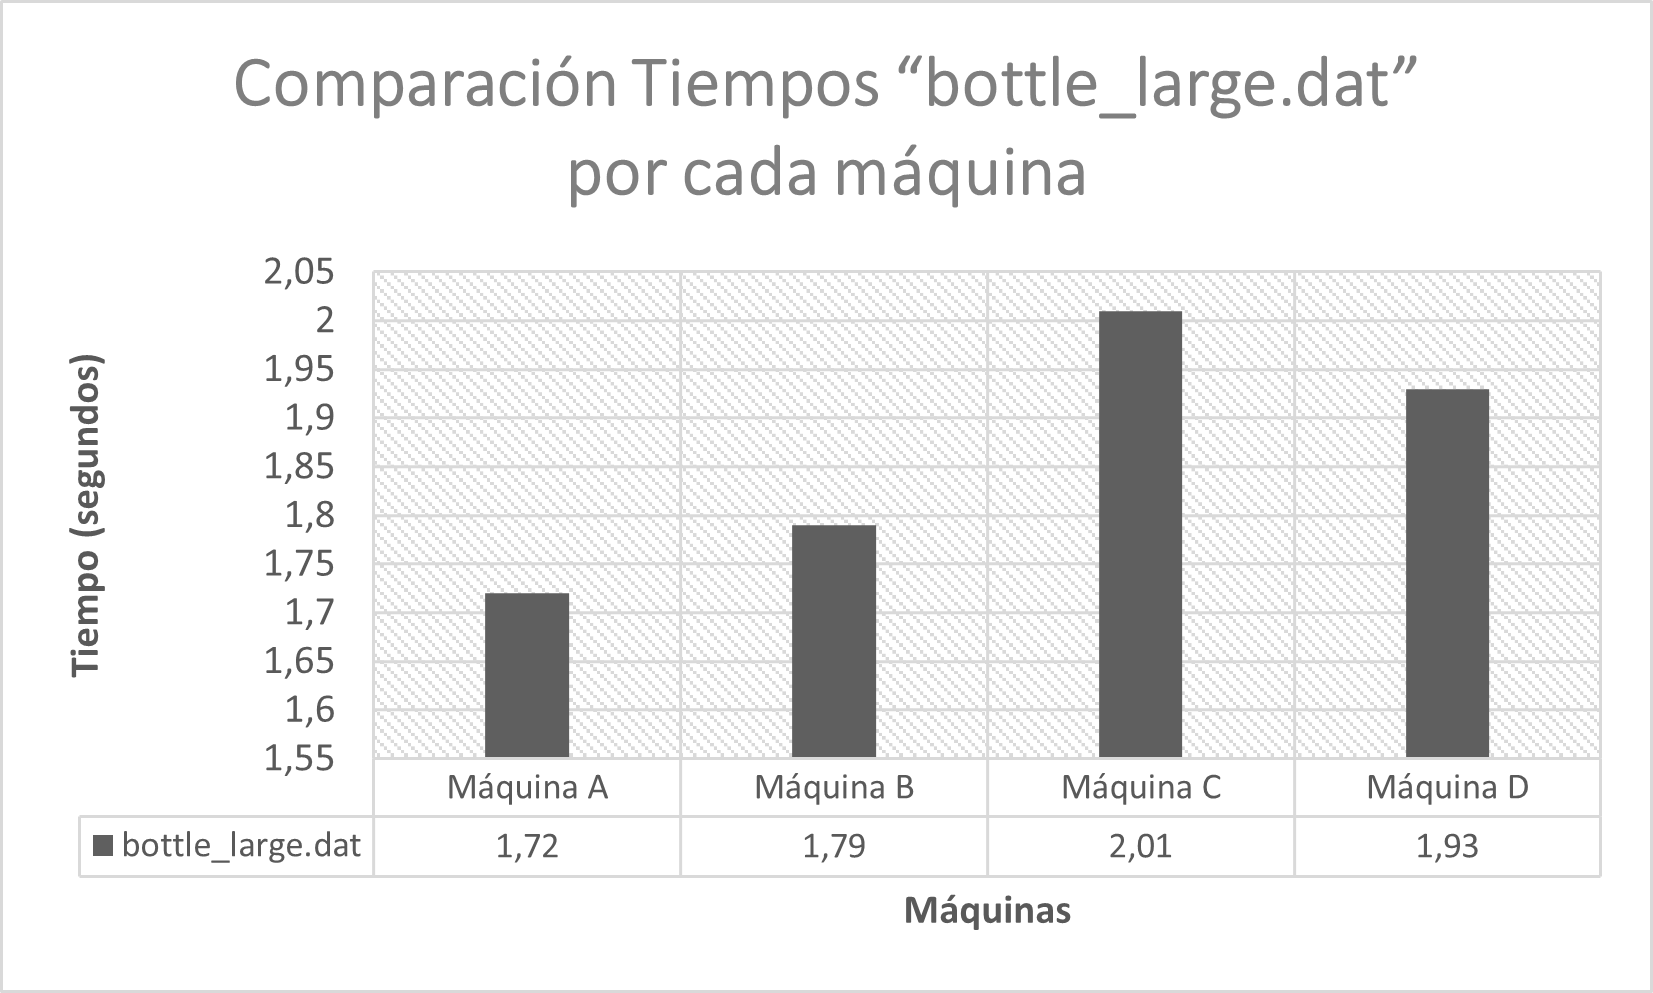 Comparación Tiempos “bottle_large.dat”
por cada máquina
Tiempo (segundos)
2,05
2
1,95
1,9
1,85
1,8
1,75
1,7
1,65
1,6
1,55
Máquina A Máquina B Máquina C Máquina D
bottle_large.dat 1,72 1,79 2,01 1,93
Máquinas